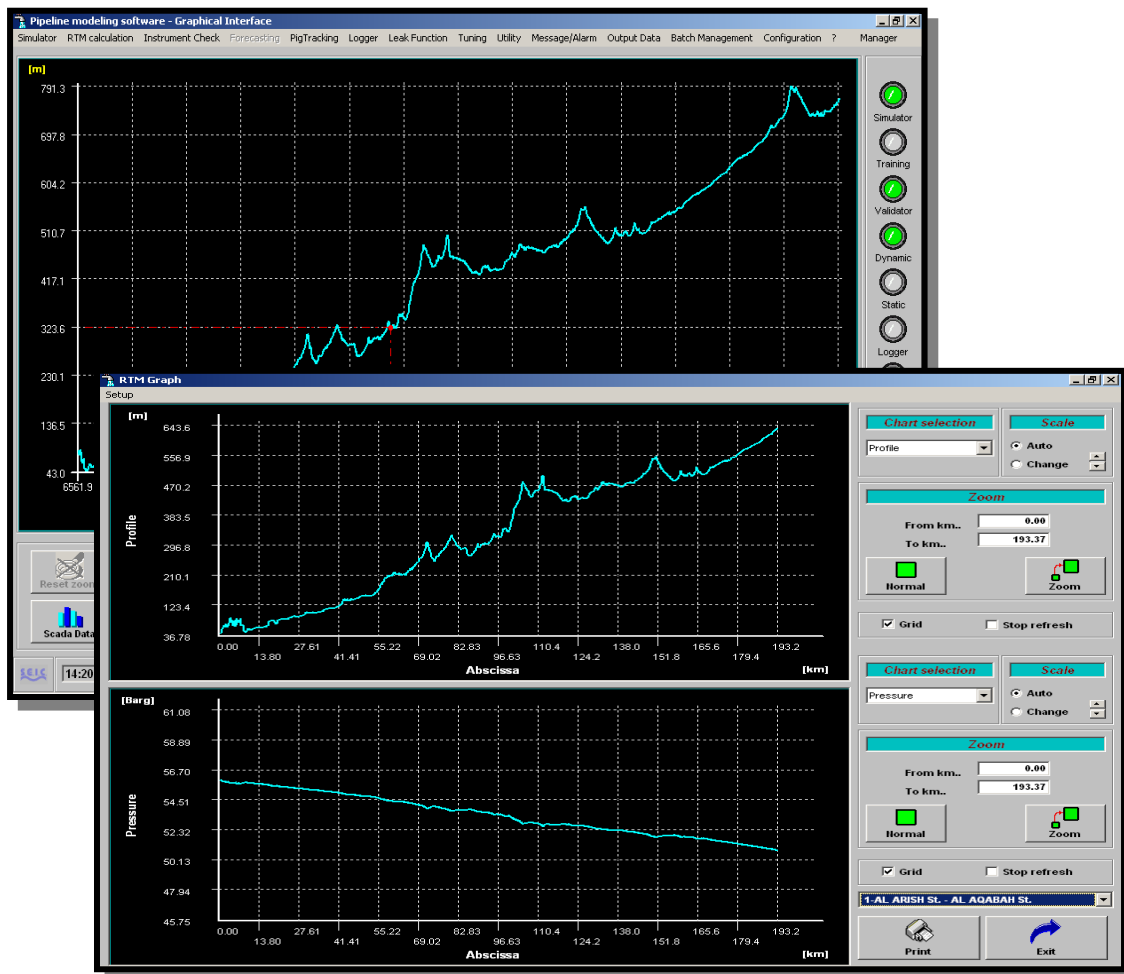 Pipeline modeling software - Graphical Interface
Simulator RTM calculation Instrument Check Forecasting PigTracking Logger Leak Function Tuning Utility Message/Alarm Output Data Batch Management Configuration ? Manager
[m]
791.3
697.8
604.2
510.7
417.1
323.6
230.1
136.5
43.0
6561.9
Simulator
Training
Validator
Dynamic
Static
Logger
Reset zoom
Scada Data
SEIC
14:20
RTM Graph
Setup
[m]
643.6
556.9
470.2
383.5
296.8
210.1
123.4
36.78
Profile
0.00 27.61 55.22 82.83 110.4 138.0 165.6 193.2
13.80 41.41 69.02 96.63 124.2 151.8 179.4
Abscissa [km]
Chart selection Scale
Profile Auto
Change
Zoom
From km.. 0.00
To km.. 193.37
Normal Zoom
Grid Stop refresh
[Barg]
61.08
58.89
56.70
54.51
52.32
50.13
47.94
45.75
Pressure
0.00 27.61 55.22 82.83 110.4 138.0 165.6 193.2
13.80 41.41 69.02 96.63 124.2 151.8 179.4
Abscissa [km]
Chart selection Scale
Pressure Auto
Change
Zoom
From km.. 0.00
To km.. 193.37
Normal Zoom
Grid Stop refresh
1-AL ARISH St. - AL AQABAH St.
Print Exit